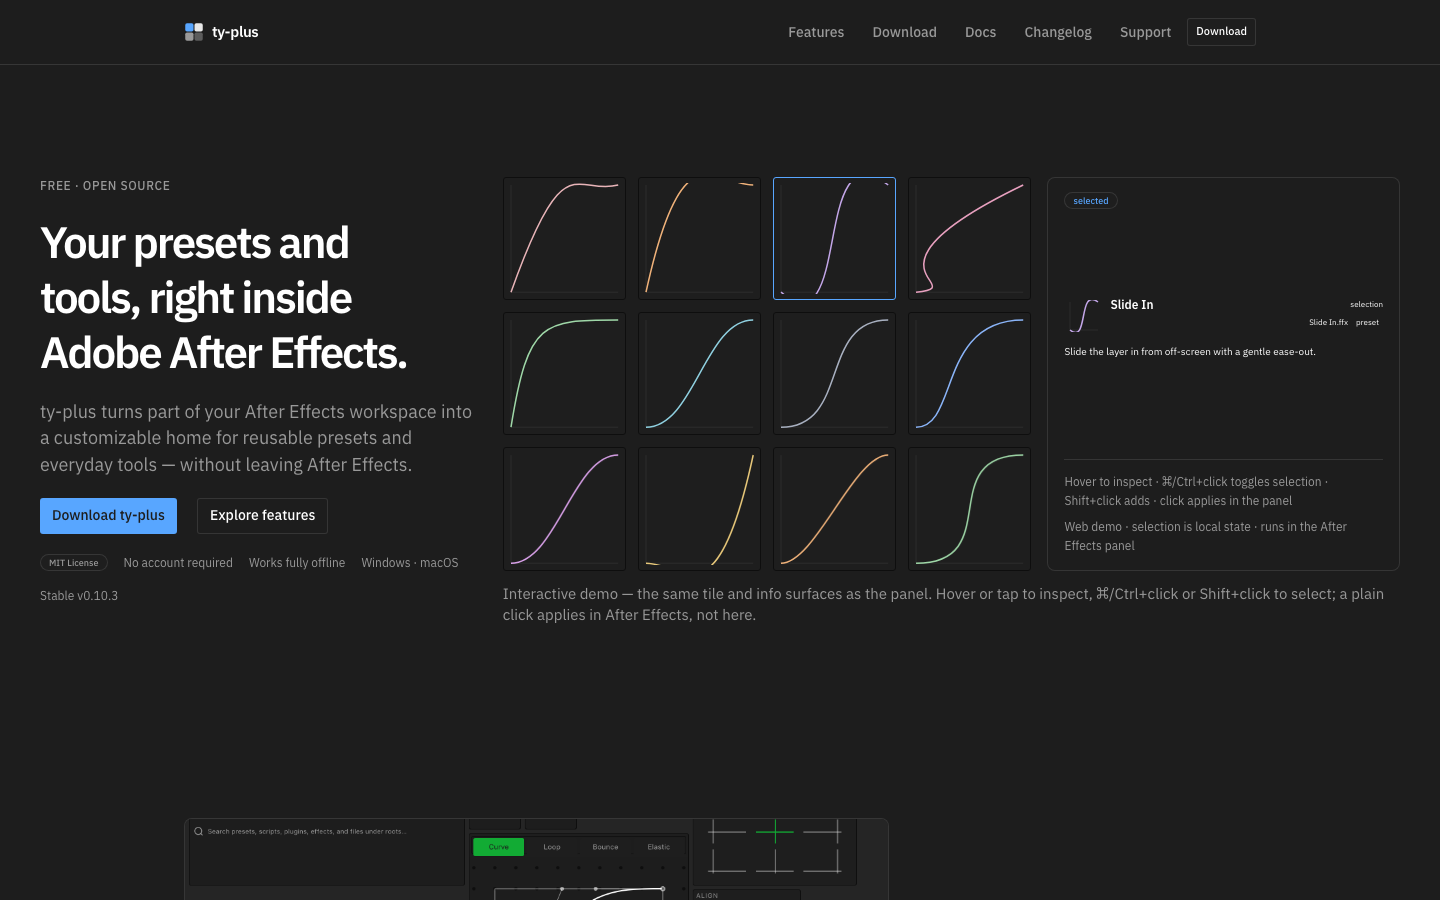 ty-plus
Features
Download
Docs
Changelog
Support
Download
FREE · OPEN SOURCE
Your presets and
tools, right inside
Adobe After Effects.
ty-plus turns part of your After Effects workspace into
a customizable home for reusable presets and
everyday tools — without leaving After Effects.
Download ty-plus
Explore features
MIT License
No account required
Works fully offline
Windows · macOS
Stable v0.10.3
selected
Slide In
selection
Slide In.ffx preset
Slide the layer in from off-screen with a gentle ease-out.
Hover to inspect · ⌘/Ctrl+click toggles selection ·
Shift+click adds · click applies in the panel
Web demo · selection is local state · runs in the After
Effects panel
Interactive demo — the same tile and info surfaces as the panel. Hover or tap to inspect, ⌘/Ctrl+click or Shift+click to select; a plain
click applies in After Effects, not here.
Search presets, scripts, plugins, effects, and files under roots...
Curve
Loop
Bounce
Elastic
ALIGN